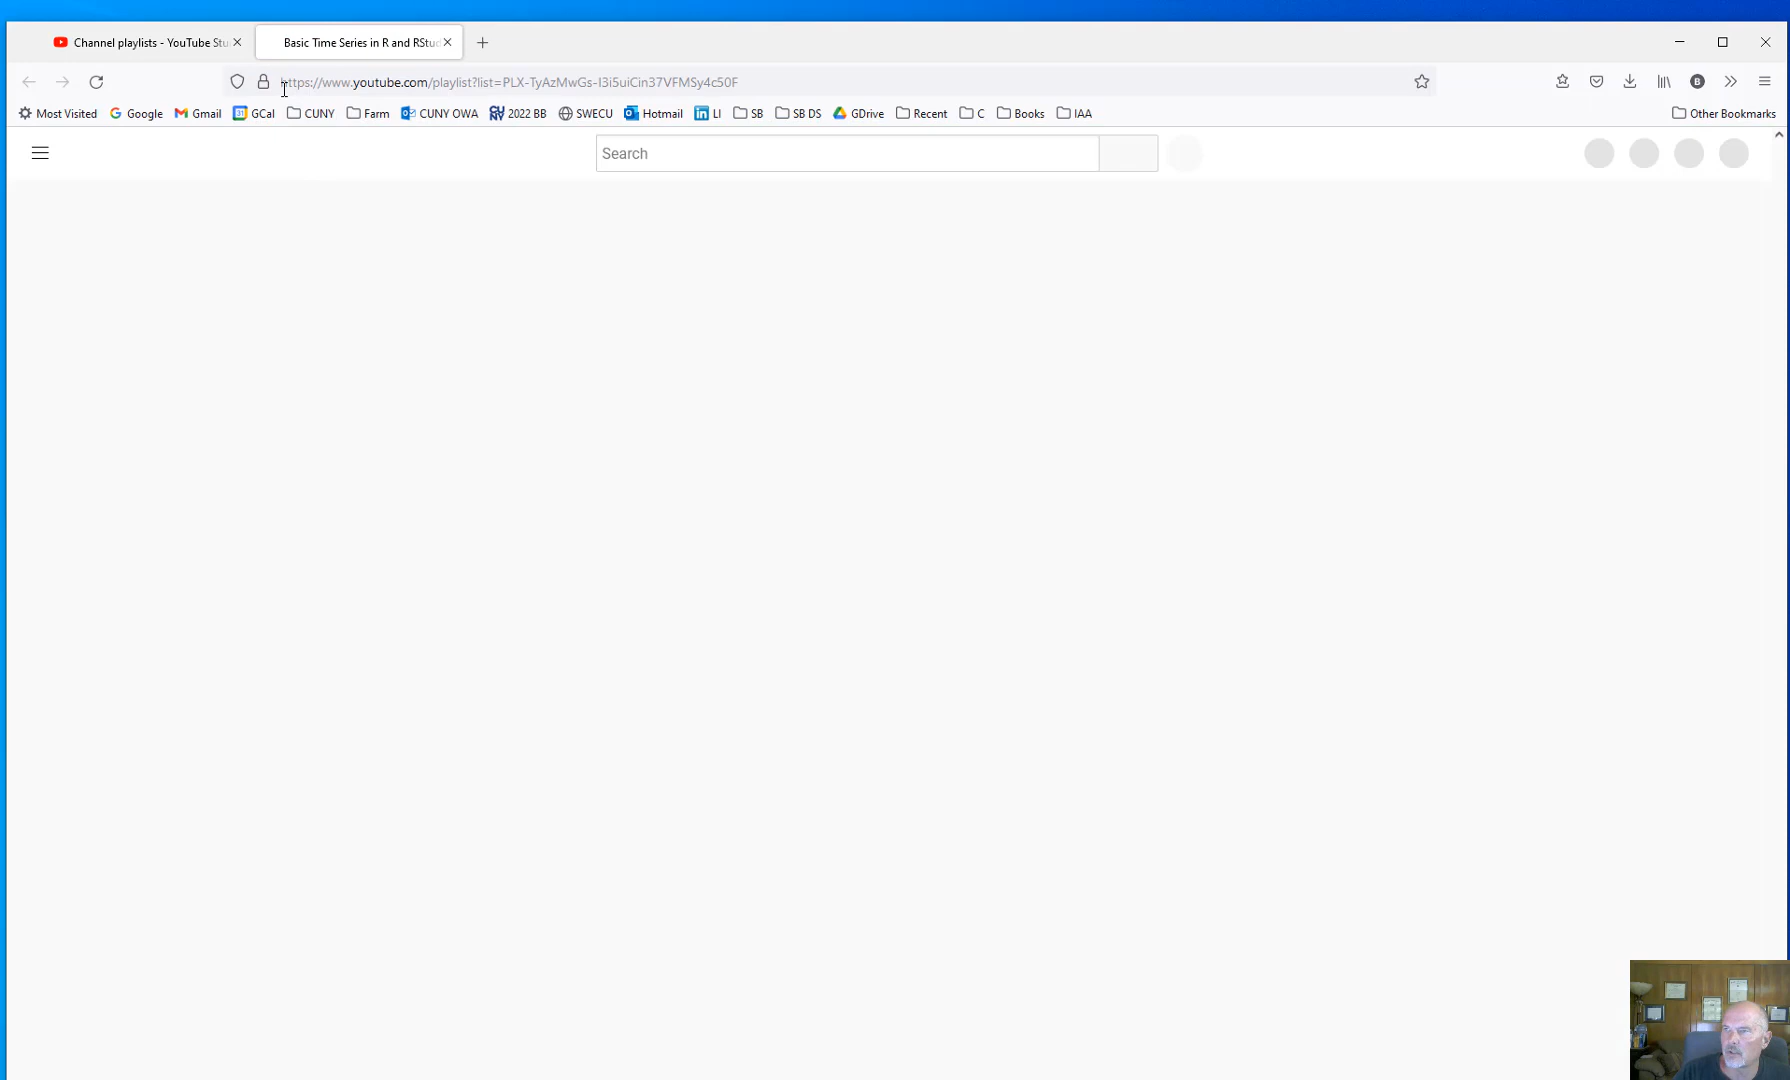 Channel playlists - YouTube Stu
Basic Time Series in R and RStud
https://www.youtube.com/playlist?list=PLX-TyAzMwGs-I3i5uiCin37VFMSy4c50F
Most Visited Google Gmail GCal CUNY Farm CUNY OWA 2022 BB SWECU Hotmail LI SB SB DS GDrive Recent C Books IAA Other Bookmarks
Search